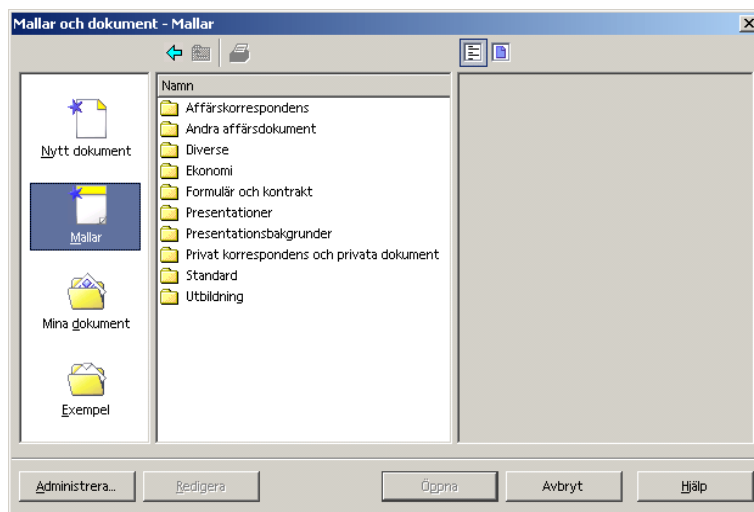 Mallar och dokument - Mallar
Nytt dokument
Mallar
Mina dokument
Exempel
Namn
Affärskorrespondens
Andra affärsdokument
Diverse
Ekonomi
Formulär och kontrakt
Presentationer
Presentationsbakgrunder
Privat korrespondens och privata dokument
Standard
Utbildning
Administrera...
Redigera
Öppna
Avbryt
Hjälp